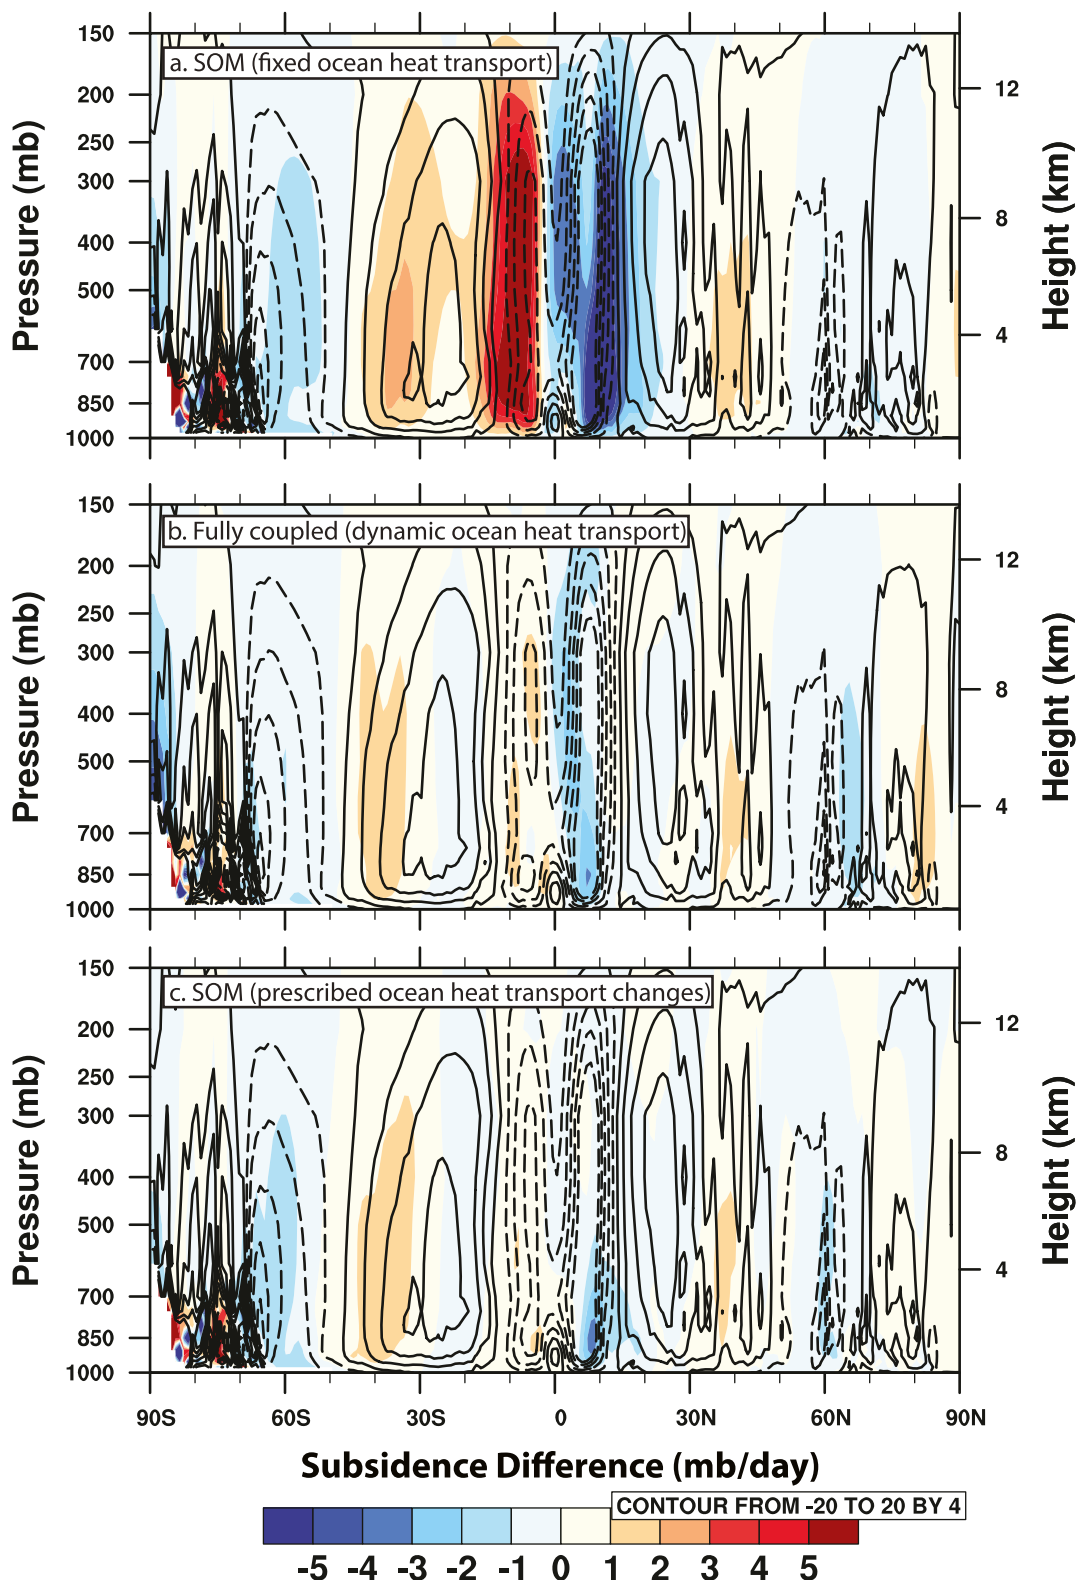 150
a. SOM (fixed ocean heat transport)
200
250
300
400
500
700
850
1000
Pressure (mb)
12
8
4
Height (km)
150
b. Fully coupled (dynamic ocean heat transport)
200
250
300
400
500
700
850
1000
Pressure (mb)
12
8
4
Height (km)
150
c. SOM (prescribed ocean heat transport changes)
200
250
300
400
500
700
850
1000
Pressure (mb)
12
8
4
Height (km)
90S 60S 30S 0 30N 60N 90N
Subsidence Difference (mb/day)
CONTOUR FROM -20 TO 20 BY 4
-5 -4 -3 -2 -1 0 1 2 3 4 5